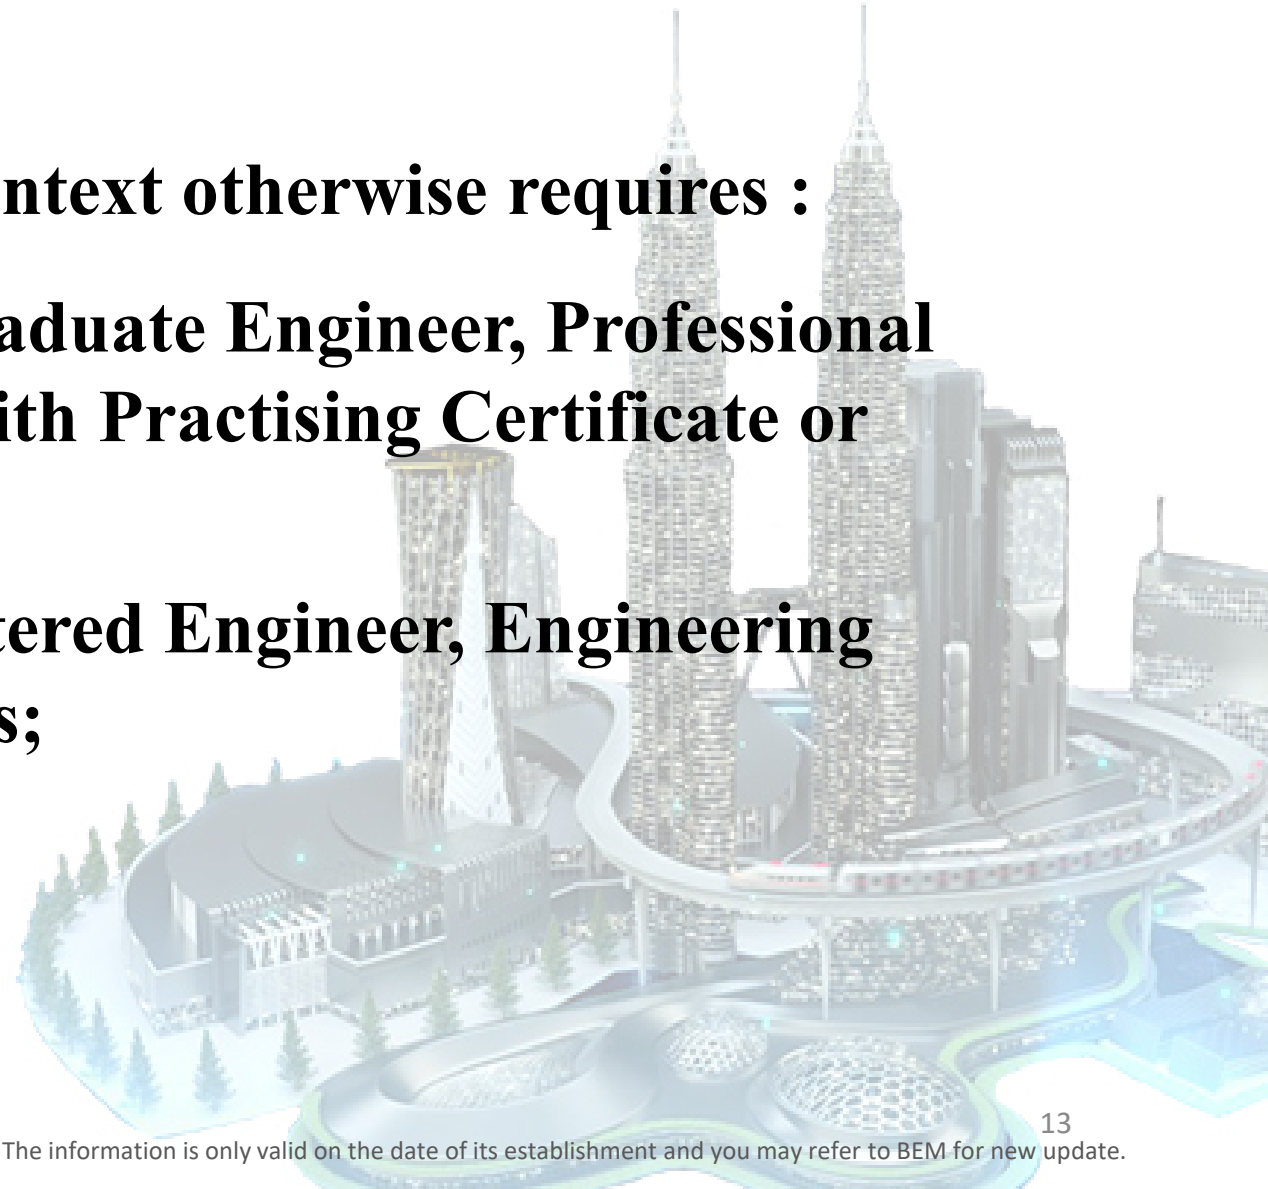 ntext otherwise requires :
aduate Engineer, Professional
ith Practising Certificate or
tered Engineer, Engineering
s;
13
The information is only valid on the date of its establishment and you may refer to BEM for new update.